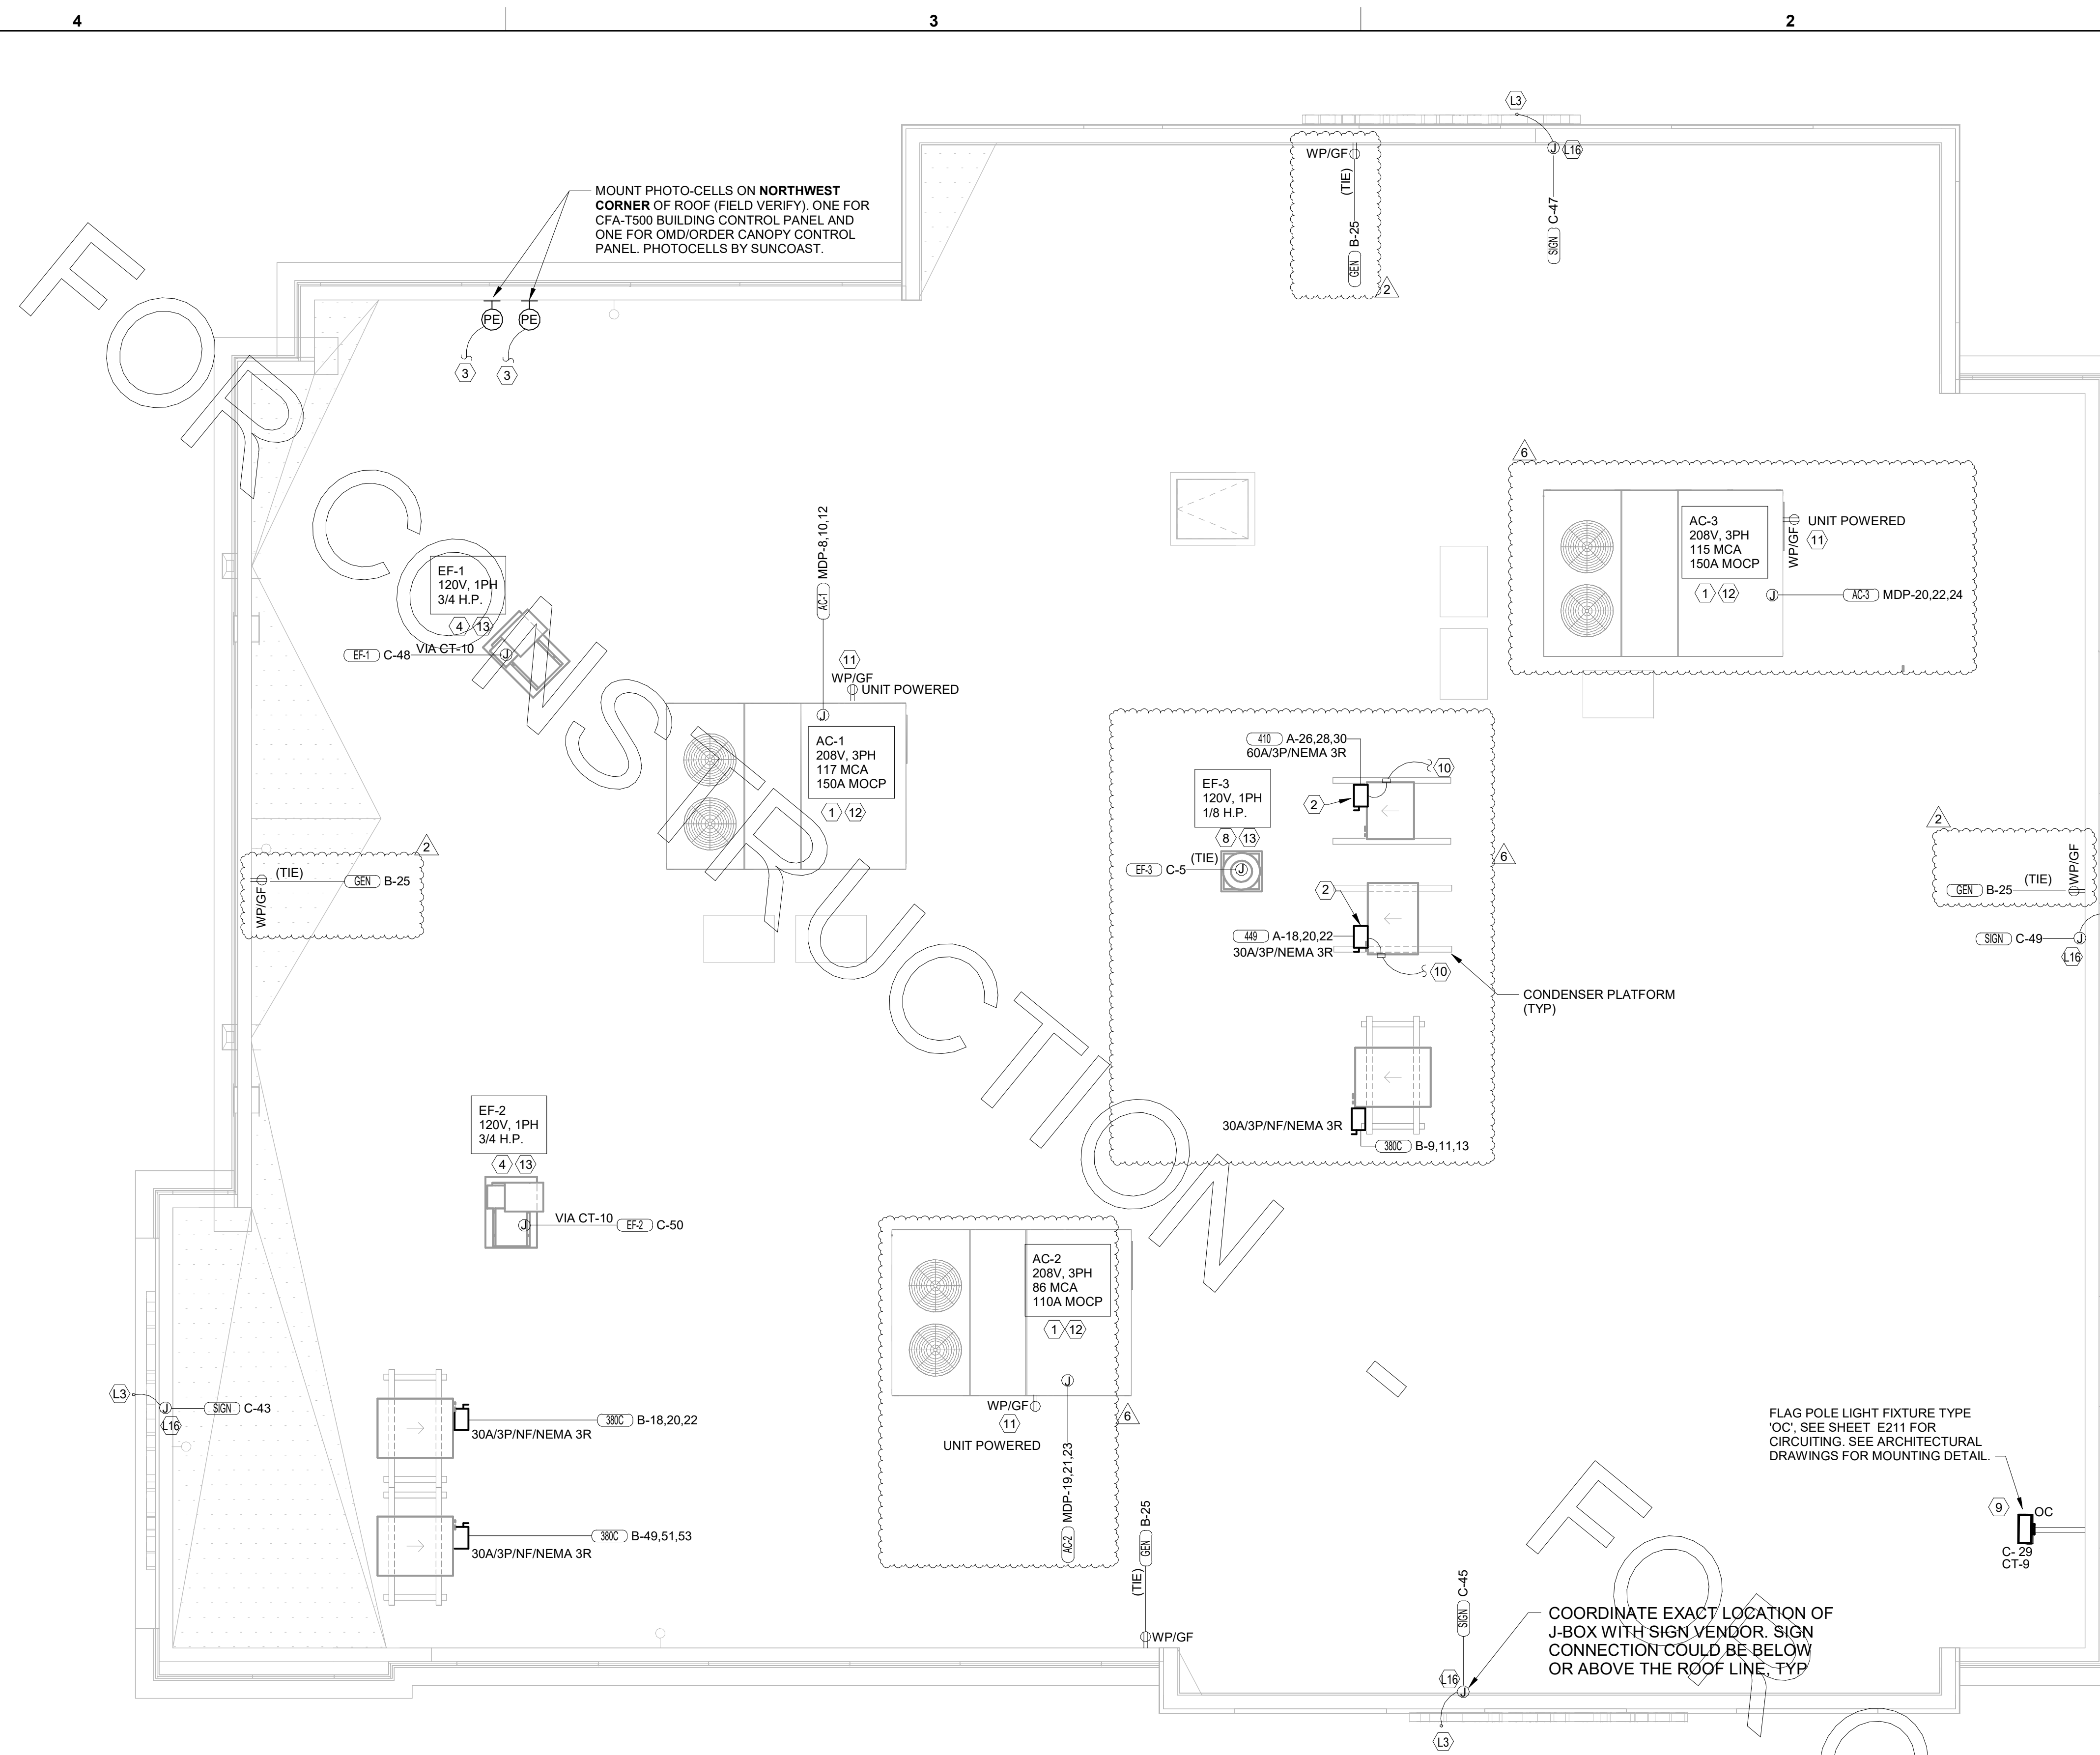 4
3
2
L3
WP/GF
J
L16
(TIE)
GEN B-25
2
SIGN C-47
MOUNT PHOTO-CELLS ON NORTHWEST
CORNER OF ROOF (FIELD VERIFY). ONE FOR
CFA-T500 BUILDING CONTROL PANEL AND
ONE FOR OMD/ORDER CANOPY CONTROL
PANEL. PHOTOCELLS BY SUNCOAST.
PE
PE
3
3
FOR CONSTRUCTION
6
AC-3
208V, 3PH
115 MCA
150A MOCP
1
12
WP/GF
UNIT POWERED
11
J
AC-3 MDP-20,22,24
EF-1
120V, 1PH
3/4 H.P.
4
13
EF-1 C-48
VIA CT-10
J
AC-1 MDP-8,10,12
11
WP/GF
UNIT POWERED
J
AC-1
208V, 3PH
117 MCA
150A MOCP
1
12
410 A-26,28,30
60A/3P/NEMA 3R
10
2
EF-3
120V, 1PH
1/8 H.P.
8
13
(TIE)
EF-3 C-5
J
6
2
449 A-18,20,22
30A/3P/NEMA 3R
10
CONDENSER PLATFORM
(TYP)
30A/3P/NF/NEMA 3R
380C B-9,11,13
2
(TIE)
GEN B-25
WP/GF
2
WP/GF
(TIE)
GEN B-25
SIGN C-49
J
L16
EF-2
120V, 1PH
3/4 H.P.
4
13
J
VIA CT-10
EF-2 C-50
AC-2
208V, 3PH
86 MCA
110A MOCP
1
12
J
WP/GF
11
UNIT POWERED
6
AC-2 MDP-19,21,23
L3
J
SIGN C-43
L16
380C B-18,20,22
30A/3P/NF/NEMA 3R
380C B-49,51,53
30A/3P/NF/NEMA 3R
GEN B-25
(TIE)
WP/GF
FLAG POLE LIGHT FIXTURE TYPE
'OC', SEE SHEET E211 FOR
CIRCUITING. SEE ARCHITECTURAL
DRAWINGS FOR MOUNTING DETAIL.
9
OC
C- 29
CT-9
SIGN C-45
COORDINATE EXACT LOCATION OF
J-BOX WITH SIGN VENDOR. SIGN
CONNECTION COULD BE BELOW
OR ABOVE THE ROOF LINE, TYP
L16
J
L3
FOR